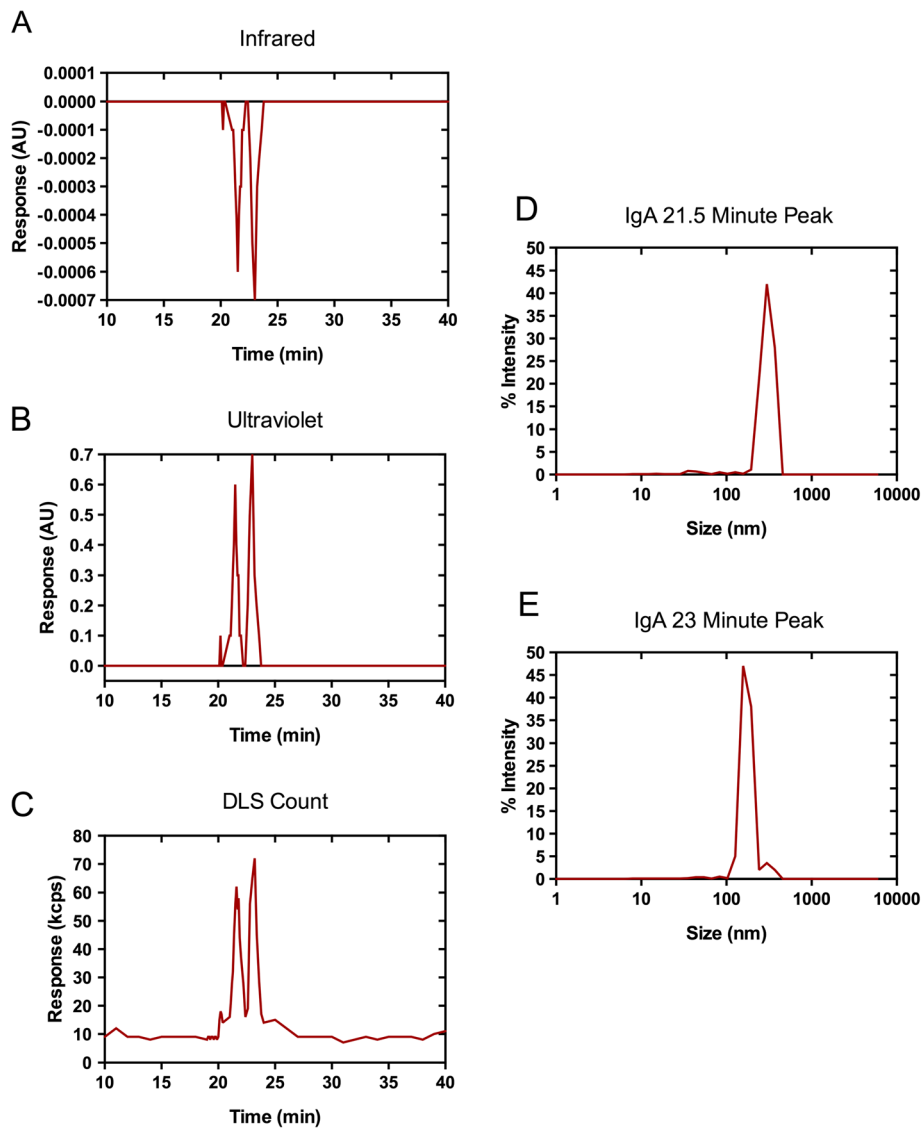 A
Infrared
0.0001
0.0000
-0.0001
-0.0002
-0.0003
-0.0004
-0.0005
-0.0006
-0.0007
Response (AU)
10 15 20 25 30 35 40
Time (min)
B
Ultraviolet
0.7
0.6
0.5
0.4
0.3
0.2
0.1
0.0
Response (AU)
10 15 20 25 30 35 40
Time (min)
C
DLS Count
80
70
60
50
40
30
20
10
0
Response (kcps)
10 15 20 25 30 35 40
Time (min)
D
IgA 21.5 Minute Peak
50
45
40
35
30
25
20
15
10
5
0
% Intensity
1 10 100 1000 10000
Size (nm)
E
IgA 23 Minute Peak
50
45
40
35
30
25
20
15
10
5
0
% Intensity
1 10 100 1000 10000
Size (nm)